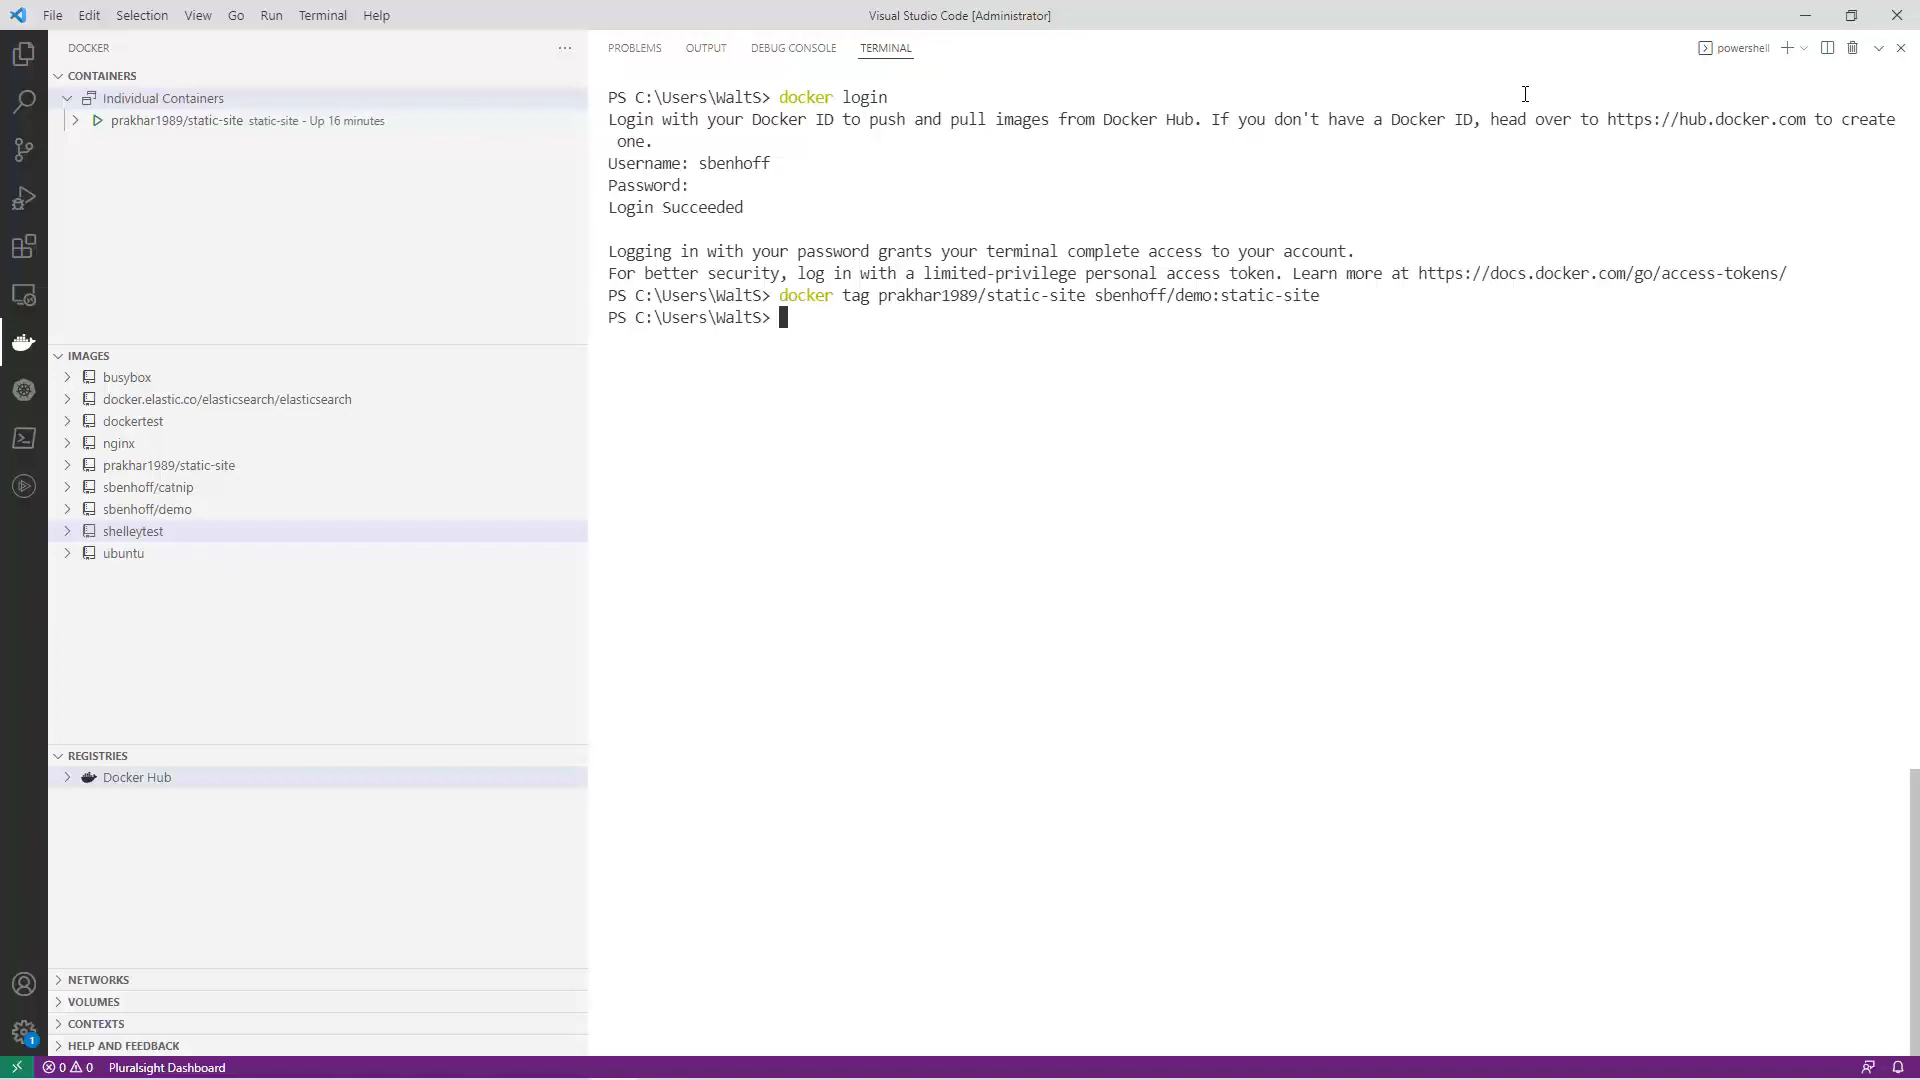 File Edit Selection View Go Run Terminal Help
Visual Studio Code [Administrator]
DOCKER
CONTAINERS
Individual Containers
prakhar1989/static-site static-site - Up 16 minutes
IMAGES
busybox
docker.elastic.co/elasticsearch/elasticsearch
dockertest
nginx
prakhar1989/static-site
sbenhoff/catnip
sbenhoff/demo
shelleytest
ubuntu
REGISTRIES
Docker Hub
NETWORKS
VOLUMES
CONTEXTS
HELP AND FEEDBACK
PROBLEMS OUTPUT DEBUG CONSOLE TERMINAL
powershell
PS C:\Users\WaltS> docker login
Login with your Docker ID to push and pull images from Docker Hub. If you don't have a Docker ID, head over to https://hub.docker.com to create
one.
Username: sbenhoff
Password:
Login Succeeded
Logging in with your password grants your terminal complete access to your account.
For better security, log in with a limited-privilege personal access token. Learn more at https://docs.docker.com/go/access-tokens/
PS C:\Users\WaltS> docker tag prakhar1989/static-site sbenhoff/demo:static-site
PS C:\Users\WaltS>
1
0 0 Pluralsight Dashboard